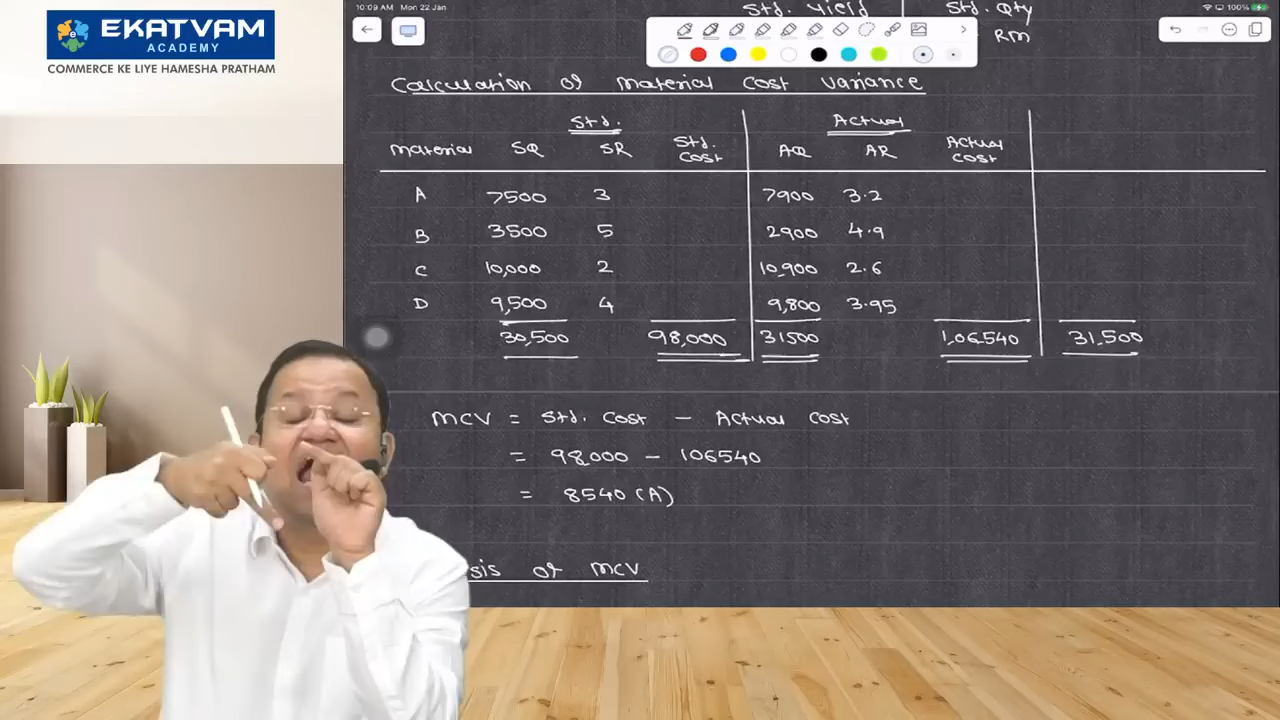 EKATVAM
ACADEMY
COMMERCE KE LIYE HAMESHA PRATHAM
10:09 AM Mon 22 Jan
100%
Std. Yield Std. Qty
RM
Calculation of Material Cost Variance
Std. Actual
Material SQ SR Std. Cost AQ AR Actual Cost
A 7500 3 7900 3.2
B 3500 5 2900 4.9
C 10,000 2 10,900 2.6
D 9,500 4 9,800 3.95
30,500 98,000 31500 1,06,540 31,500
MCV = Std. Cost - Actual Cost
= 98,000 - 106540
= 8540 (A)
sis of MCV